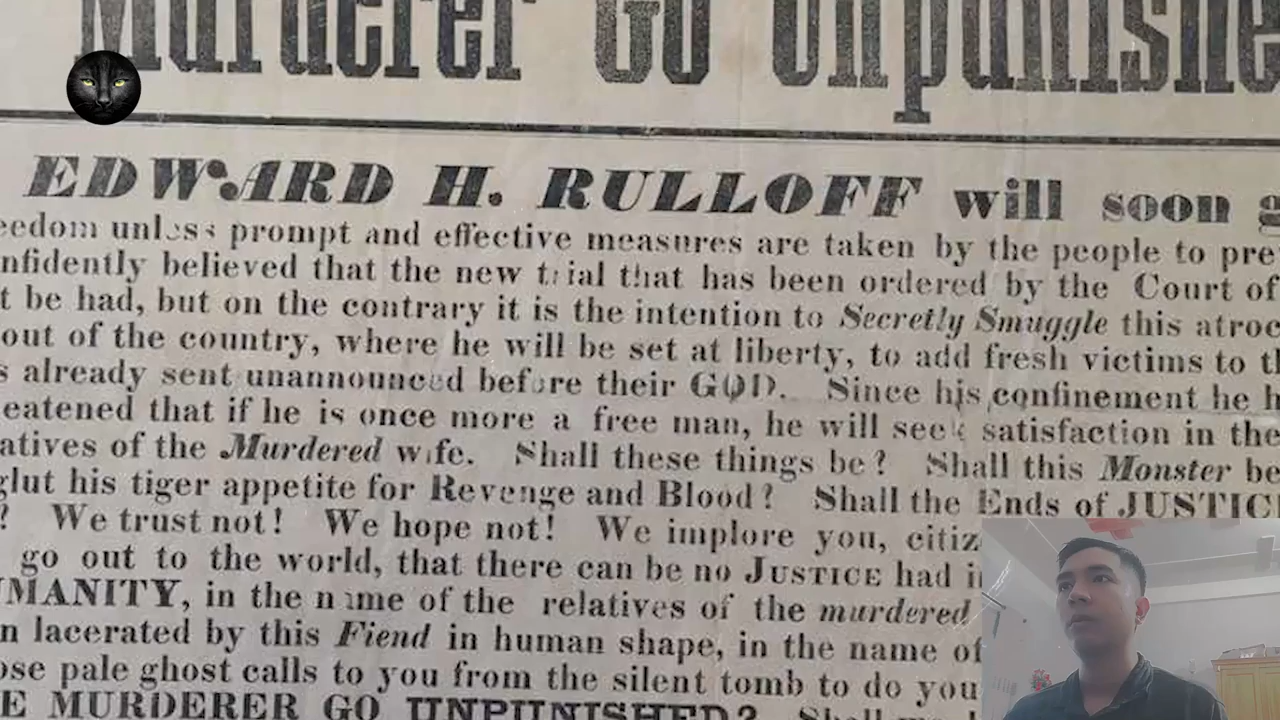 Murderer Go Unpunishe
EDWARD H. RULLOFF will soon
eedom unless prompt and effective measures are taken by the people to pre
nfidently believed that the new trial that has been ordered by the Court of
t be had, but on the contrary it is the intention to Secretly Smuggle this atroc
out of the country, where he will be set at liberty, to add fresh victims to th
s already sent unannounced before their GOD. Since his confinement he h
eatened that if he is once more a free man, he will seek satisfaction in the
atives of the Murdered wife. Shall these things be? Shall this Monster be
glut his tiger appetite for Revenge and Blood? Shall the Ends of JUSTIC
? We trust not! We hope not! We implore you, citiz
go out to the world, that there can be no JUSTICE had i
UMANITY, in the name of the relatives of the murdered
n lacerated by this Fiend in human shape, in the name of
ose pale ghost calls to you from the silent tomb to do you
E MURDERER GO UNPUNISHED? Shall